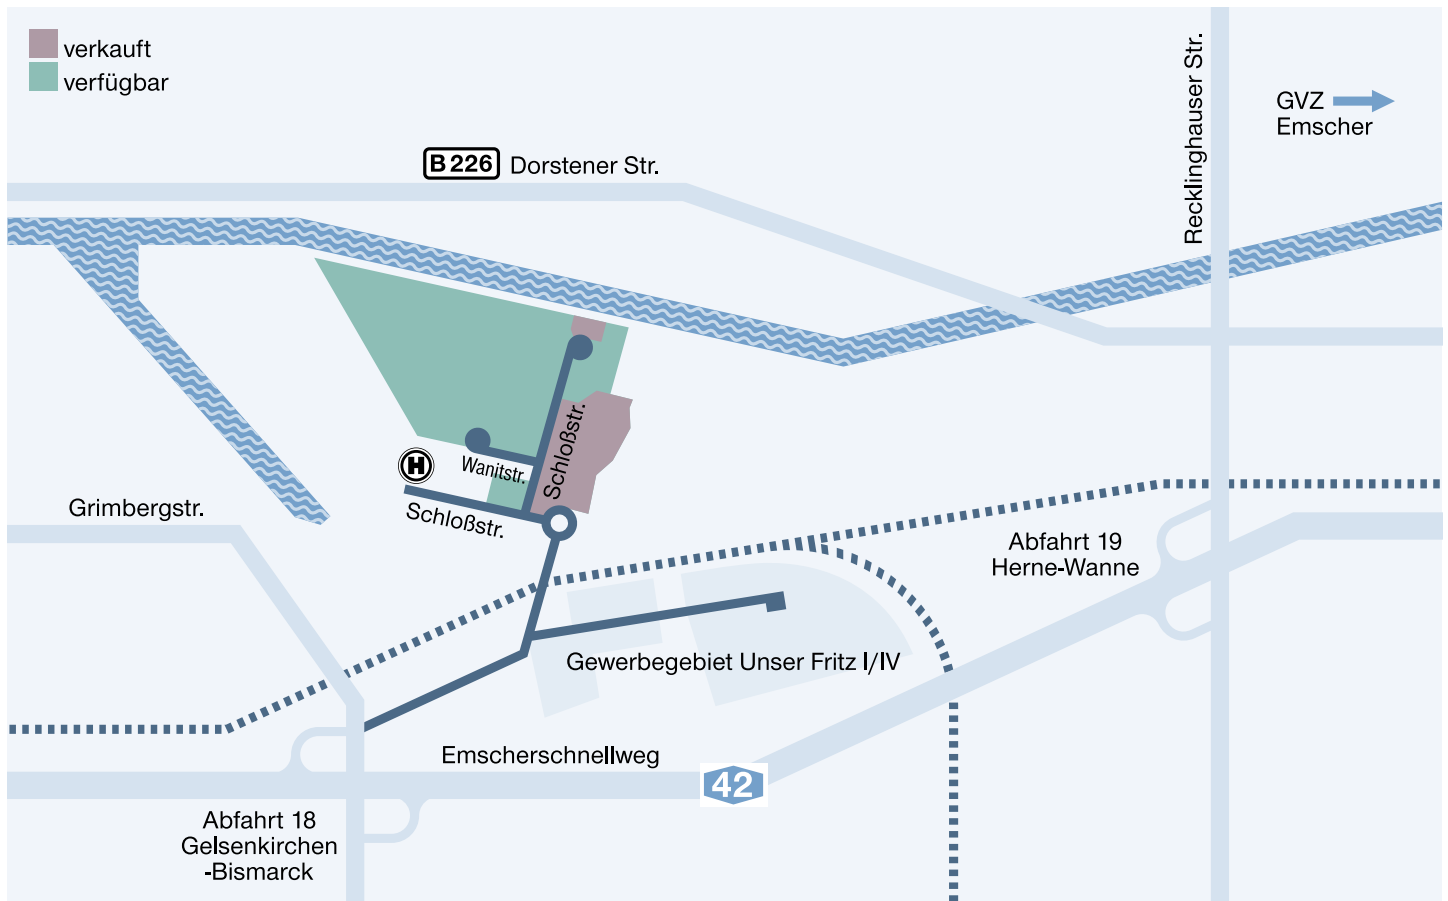 verkauft
verfügbar
B 226 Dorstener Str.
Recklinghauser Str.
GVZ
Emscher
Schloßstr.
Wanitstr.
H
Schloßstr.
Grimbergstr.
Abfahrt 19
Herne-Wanne
Gewerbegebiet Unser Fritz I/IV
Emscherschnellweg
42
Abfahrt 18
Gelsenkirchen
-Bismarck